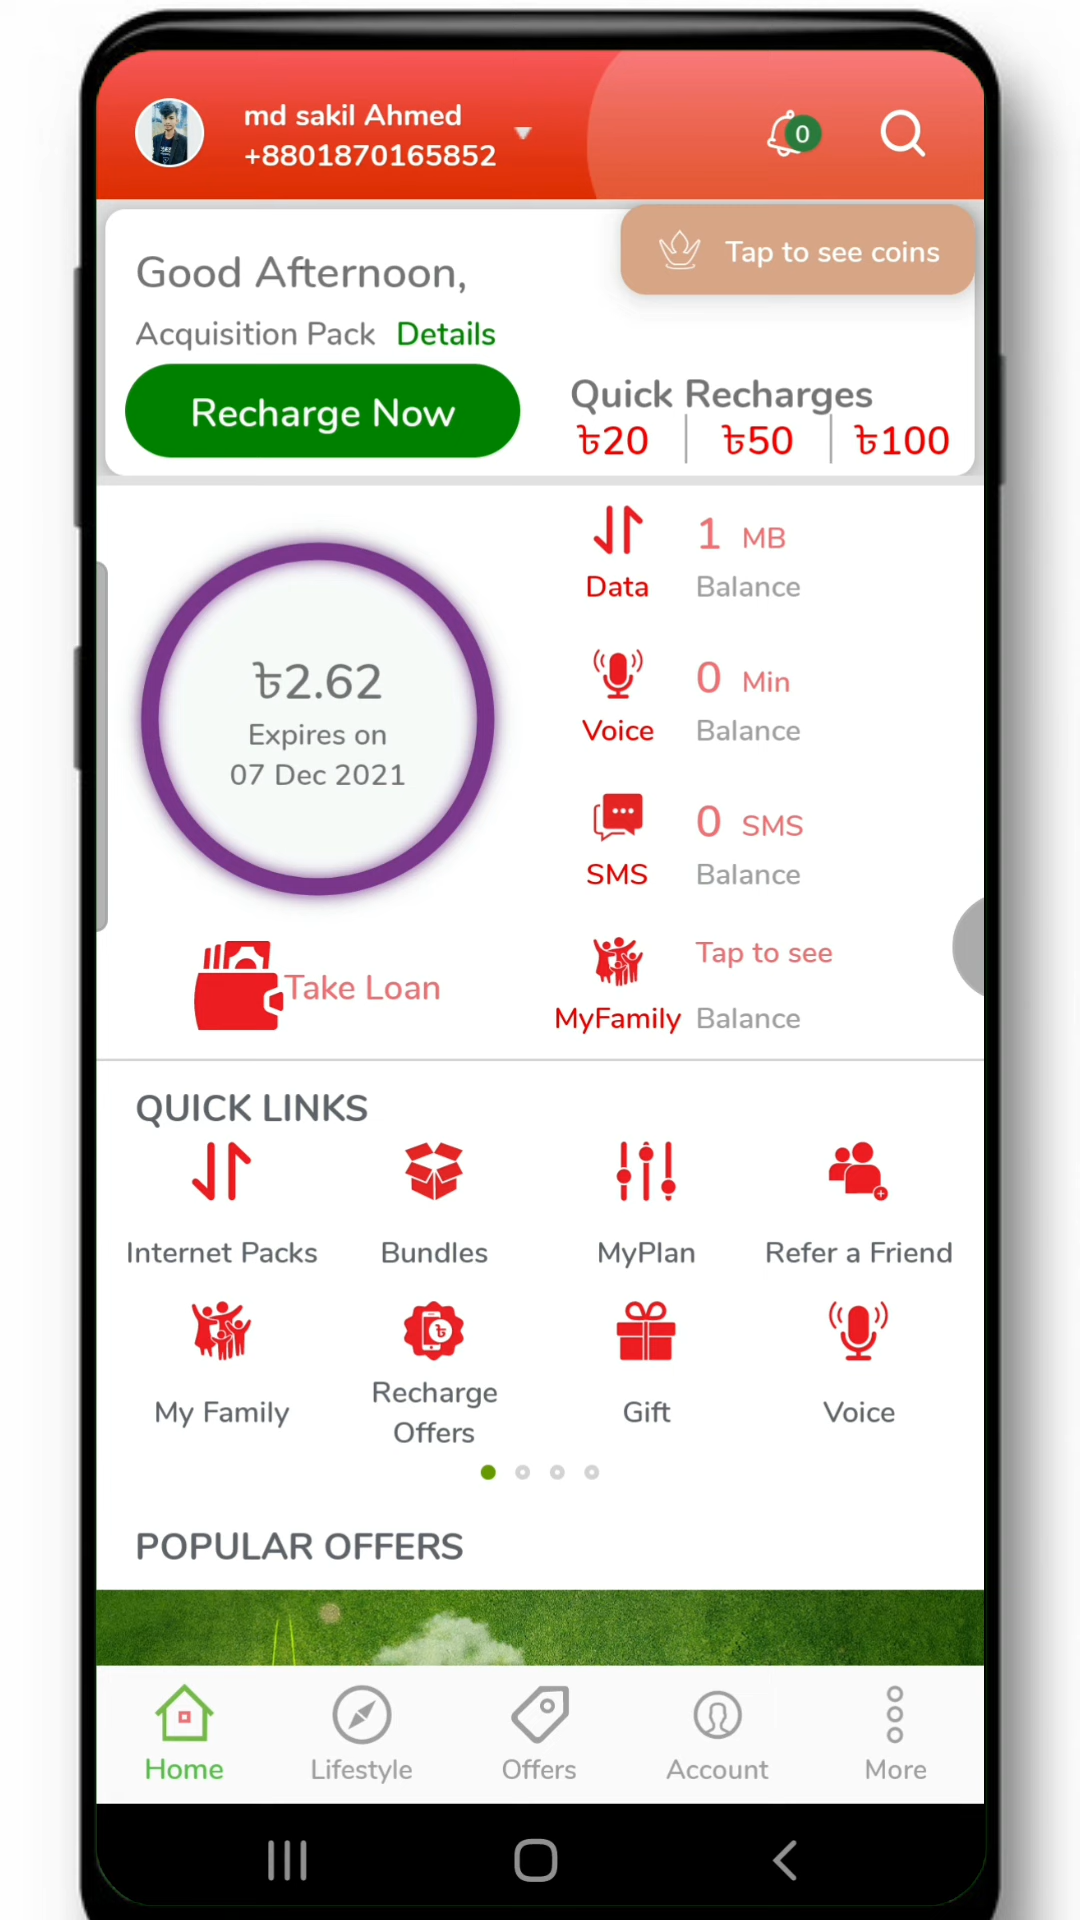 md sakil Ahmed
+8801870165852
0
Tap to see coins
Good Afternoon,
Acquisition Pack Details
Recharge Now
Quick Recharges
৳20
৳50
৳100
1 MB
Data Balance
৳2.62
Expires on
07 Dec 2021
0 Min
Voice Balance
0 SMS
SMS Balance
Take Loan
Tap to see
MyFamily Balance
QUICK LINKS
Internet Packs
Bundles
MyPlan
Refer a Friend
৳
My Family
Recharge
Offers
Gift
Voice
POPULAR OFFERS
Home
Lifestyle
Offers
Account
More